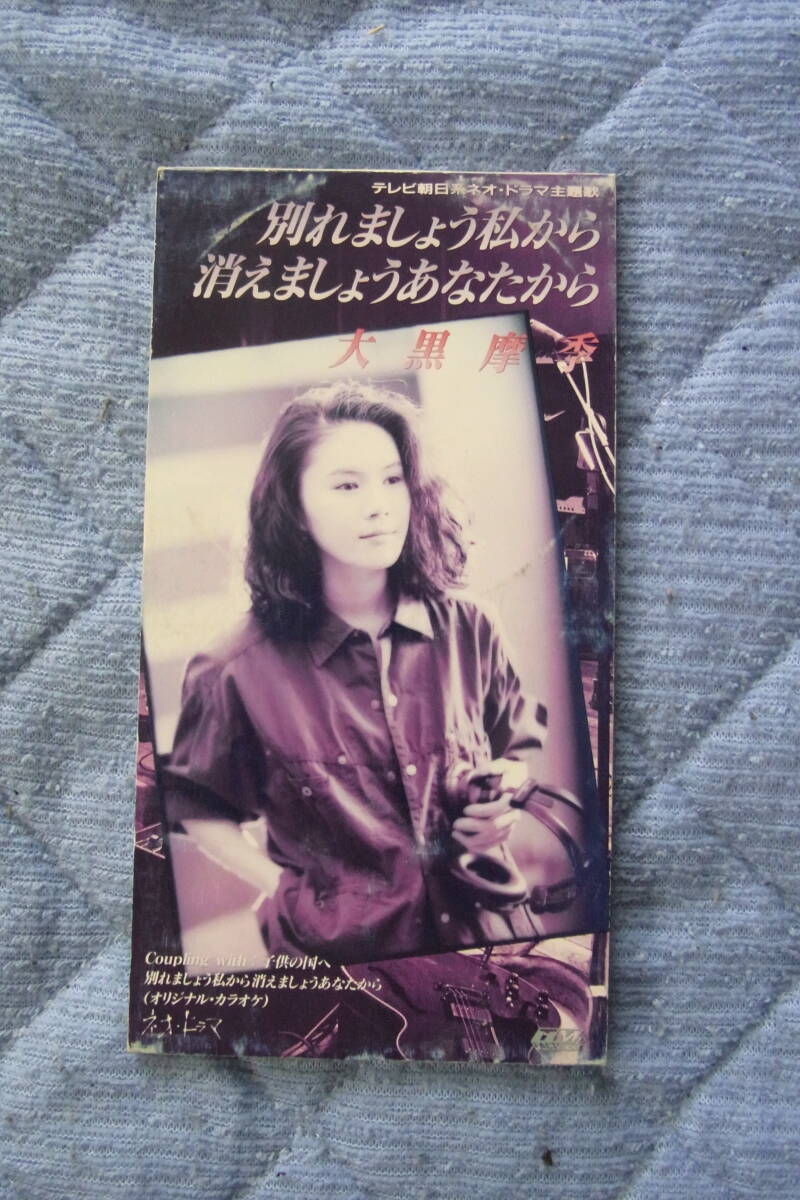 テレビ朝日系ネオ・ドラマ主題歌
別れましょう私から
消えましょうあなたから
大黒摩季
Coupling with：子供の国へ
別れましょう私から消えましょうあなたから
(オリジナル・カラオケ)
ネオ・ドラマ